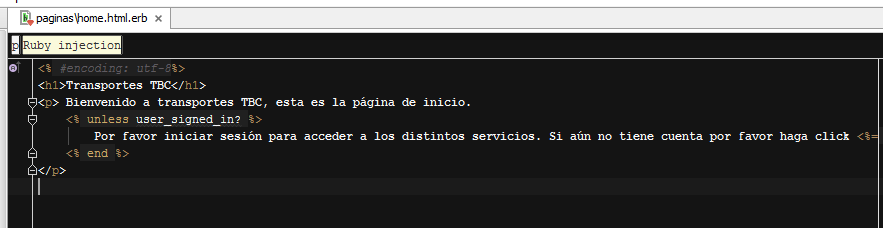 paginas\home.html.erb
p Ruby injection
<% #encoding: utf-8%>
<h1>Transportes TBC</h1>
<p> Bienvenido a transportes TBC, esta es la página de inicio.
<% unless user_signed_in? %>
Por favor iniciar sesión para acceder a los distintos servicios. Si aún no tiene cuenta por favor haga click <%=
<% end %>
</p>